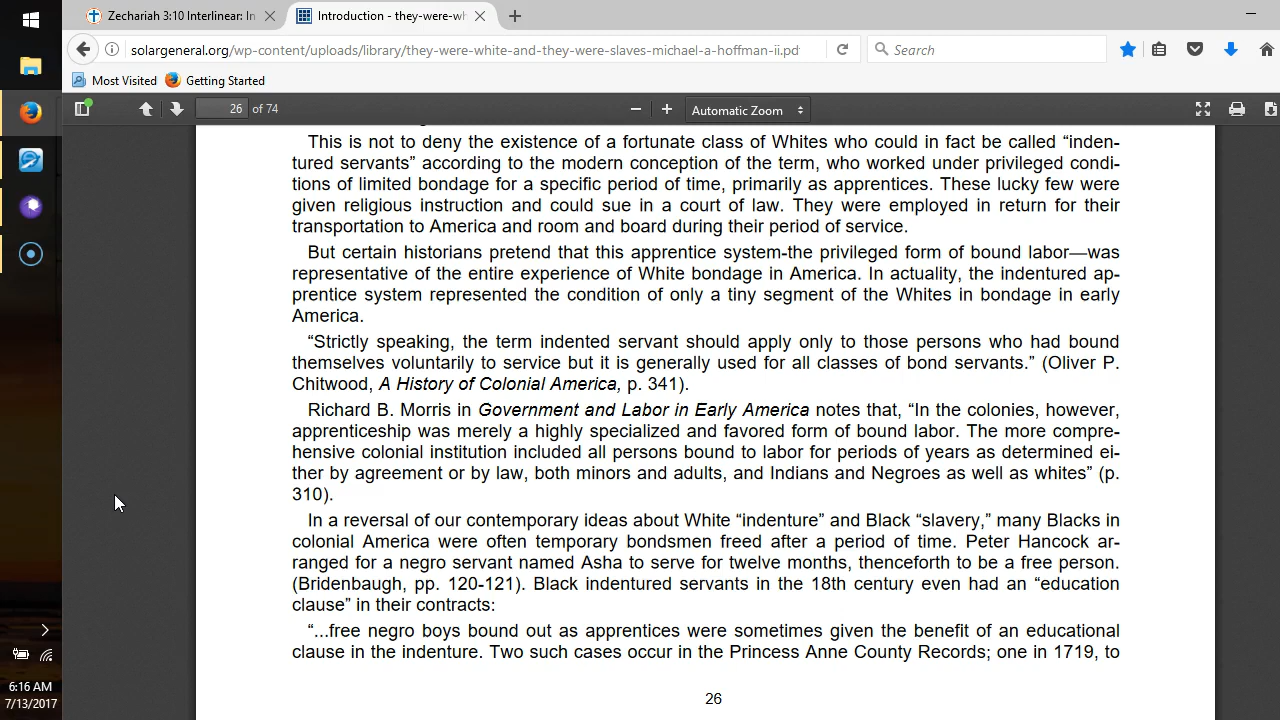 Zechariah 3:10 Interlinear: In
Introduction - they-were-wh
solargeneral.org/wp-content/uploads/library/they-were-white-and-they-were-slaves-michael-a-hoffman-ii.pd
Search
Most Visited
Getting Started
26 of 74
Automatic Zoom
This is not to deny the existence of a fortunate class of Whites who could in fact be called “inden-
tured servants” according to the modern conception of the term, who worked under privileged condi-
tions of limited bondage for a specific period of time, primarily as apprentices. These lucky few were
given religious instruction and could sue in a court of law. They were employed in return for their
transportation to America and room and board during their period of service.
But certain historians pretend that this apprentice system-the privileged form of bound labor—was
representative of the entire experience of White bondage in America. In actuality, the indentured ap-
prentice system represented the condition of only a tiny segment of the Whites in bondage in early
America.
“Strictly speaking, the term indented servant should apply only to those persons who had bound
themselves voluntarily to service but it is generally used for all classes of bond servants.” (Oliver P.
Chitwood, A History of Colonial America, p. 341).
Richard B. Morris in Government and Labor in Early America notes that, “In the colonies, however,
apprenticeship was merely a highly specialized and favored form of bound labor. The more compre-
hensive colonial institution included all persons bound to labor for periods of years as determined ei-
ther by agreement or by law, both minors and adults, and Indians and Negroes as well as whites” (p.
310).
In a reversal of our contemporary ideas about White “indenture” and Black “slavery,” many Blacks in
colonial America were often temporary bondsmen freed after a period of time. Peter Hancock ar-
ranged for a negro servant named Asha to serve for twelve months, thenceforth to be a free person.
(Bridenbaugh, pp. 120-121). Black indentured servants in the 18th century even had an “education
clause” in their contracts:
“...free negro boys bound out as apprentices were sometimes given the benefit of an educational
clause in the indenture. Two such cases occur in the Princess Anne County Records; one in 1719, to
26
6:16 AM
7/13/2017